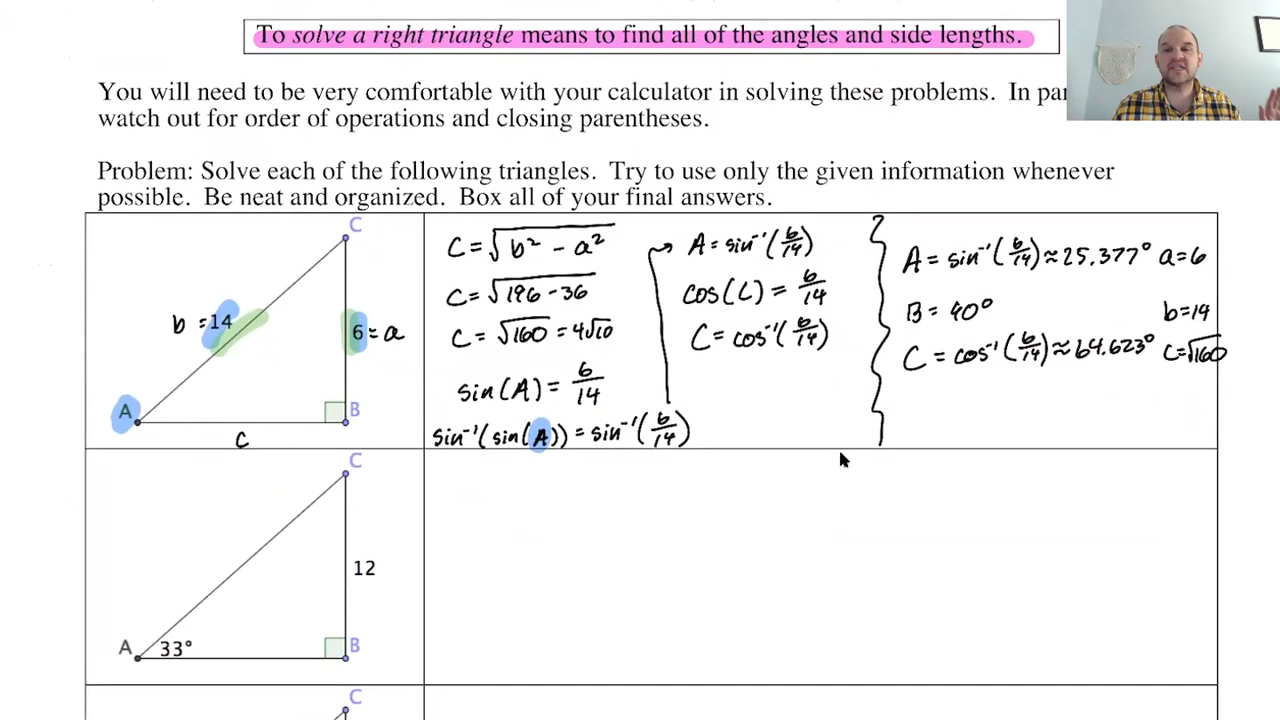 To solve a right triangle means to find all of the angles and side lengths.
You will need to be very comfortable with your calculator in solving these problems. In par
watch out for order of operations and closing parentheses.
Problem: Solve each of the following triangles. Try to use only the given information whenever
possible. Be neat and organized. Box all of your final answers.
C
b = 14
6 = a
A
B
c
c = √(b² − a²)
c = √(196 - 36)
c = √160 = 4√10
sin(A) = 6/14
sin⁻¹(sin(A)) = sin⁻¹(6/14)
A = sin⁻¹(6/14)
cos(C) = 6/14
C = cos⁻¹(6/14)
A = sin⁻¹(6/14) ≈ 25.377° a = 6
B = 90° b = 14
C = cos⁻¹(6/14) ≈ 64.623° c = √160
C
12
A 33° B
C